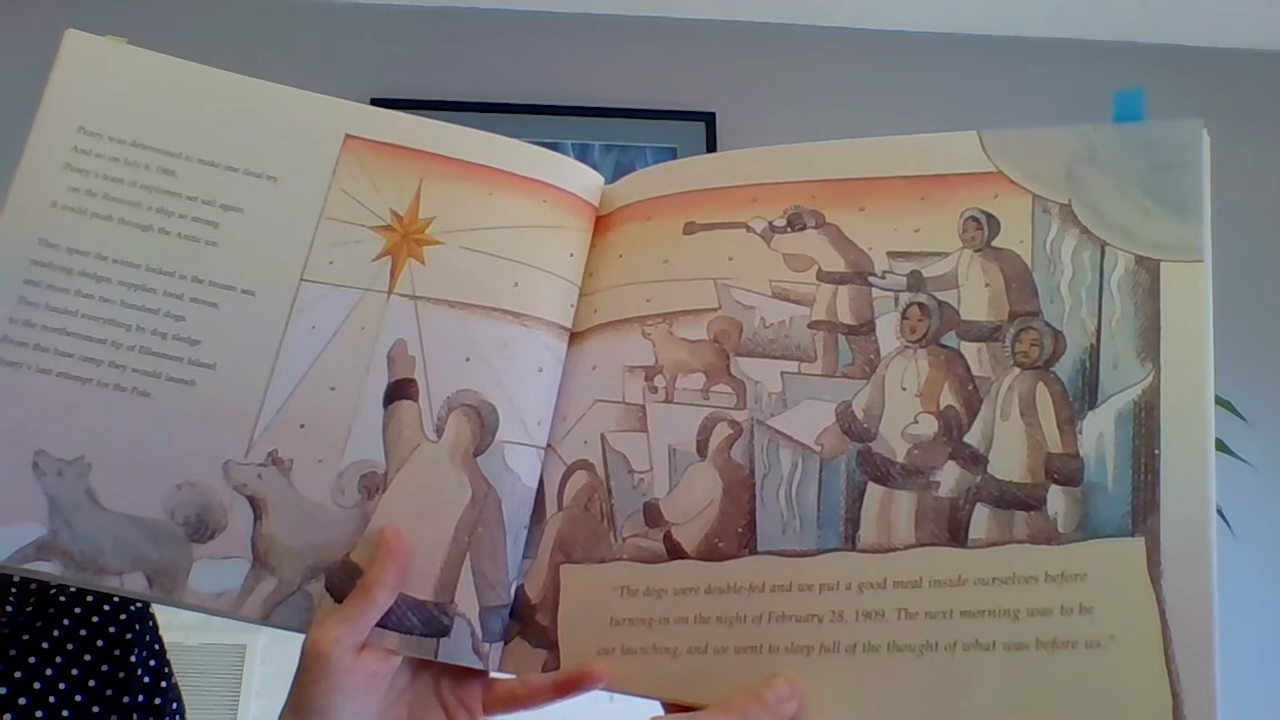 Peary was determined to make one final try.
And so on July 6, 1908,
Peary's team of explorers set sail again
on the Roosevelt, a ship so strong
it could push through the Arctic ice.
They spent the winter locked in the frozen sea,
readying sledges, supplies, food, stoves,
and more than two hundred dogs.
They hauled everything by dog sledge
to the northernmost tip of Ellesmere Island.
From this base camp they would launch
Peary's last attempt for the Pole.
"The dogs were double-fed and we put a good meal inside ourselves before
turning-in on the night of February 28, 1909. The next morning was to be
our launching, and we went to sleep full of the thought of what was before us."